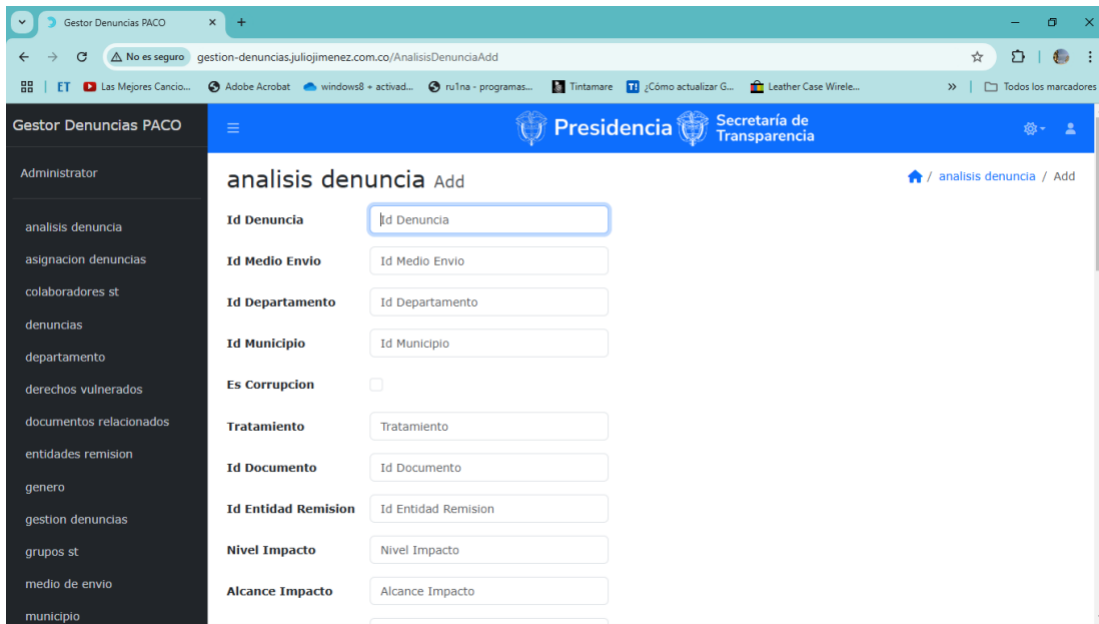 Gestor Denuncias PACO
No es seguro gestion-denuncias.juliojimenez.com.co/AnalisisDenunciaAdd
ET Las Mejores Cancio... Adobe Acrobat windows8 + activad... ru1na - programas... Tintamare T! ¿Cómo actualizar G... Leather Case Wirele... » Todos los marcadores
Gestor Denuncias PACO
Presidencia
Secretaría de
Transparencia
Administrator
analisis denuncia
asignacion denuncias
colaboradores st
denuncias
departamento
derechos vulnerados
documentos relacionados
entidades remision
genero
gestion denuncias
grupos st
medio de envio
municipio
analisis denuncia Add
/ analisis denuncia / Add
Id Denuncia Id Denuncia
Id Medio Envio Id Medio Envio
Id Departamento Id Departamento
Id Municipio Id Municipio
Es Corrupcion
Tratamiento Tratamiento
Id Documento Id Documento
Id Entidad Remision Id Entidad Remision
Nivel Impacto Nivel Impacto
Alcance Impacto Alcance Impacto